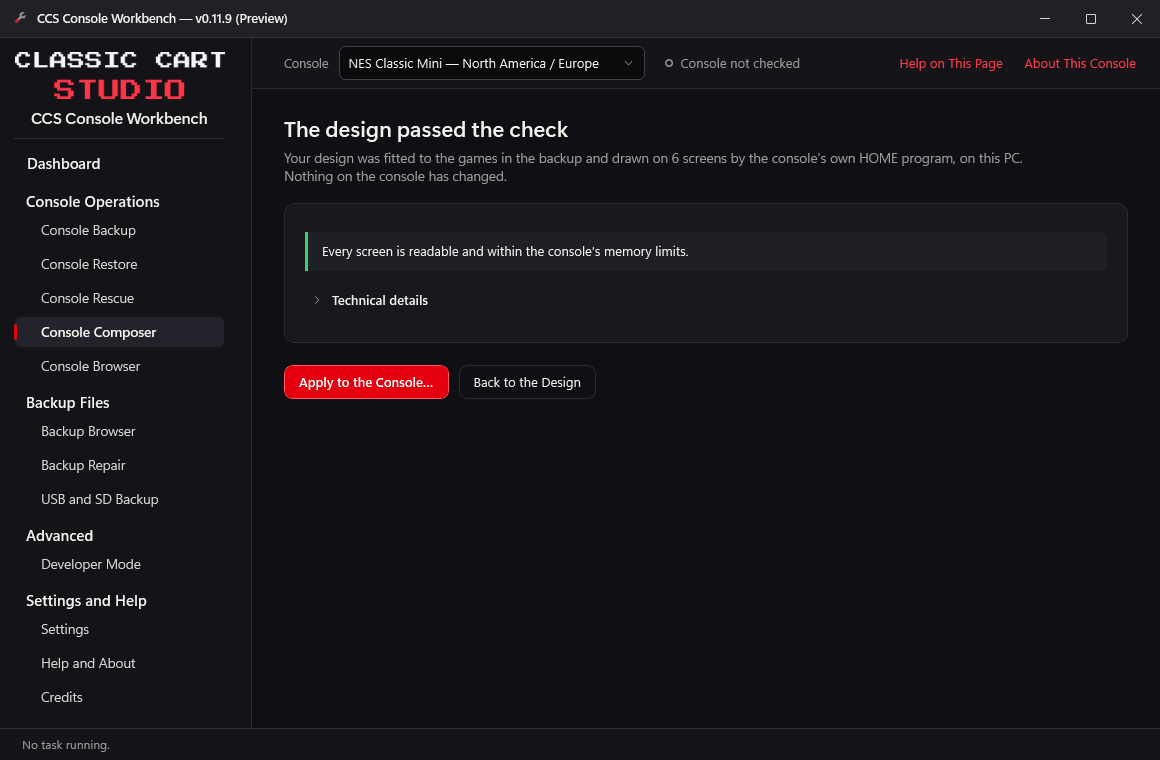 CCS Console Workbench — v0.11.9 (Preview)
CLASSIC CART
STUDIO
CCS Console Workbench
Dashboard
Console Operations
Console Backup
Console Restore
Console Rescue
Console Composer
Console Browser
Backup Files
Backup Browser
Backup Repair
USB and SD Backup
Advanced
Developer Mode
Settings and Help
Settings
Help and About
Credits
Console
NES Classic Mini — North America / Europe
Console not checked
Help on This Page
About This Console
The design passed the check
Your design was fitted to the games in the backup and drawn on 6 screens by the console's own HOME program, on this PC.
Nothing on the console has changed.
Every screen is readable and within the console's memory limits.
Technical details
Apply to the Console...
Back to the Design
No task running.